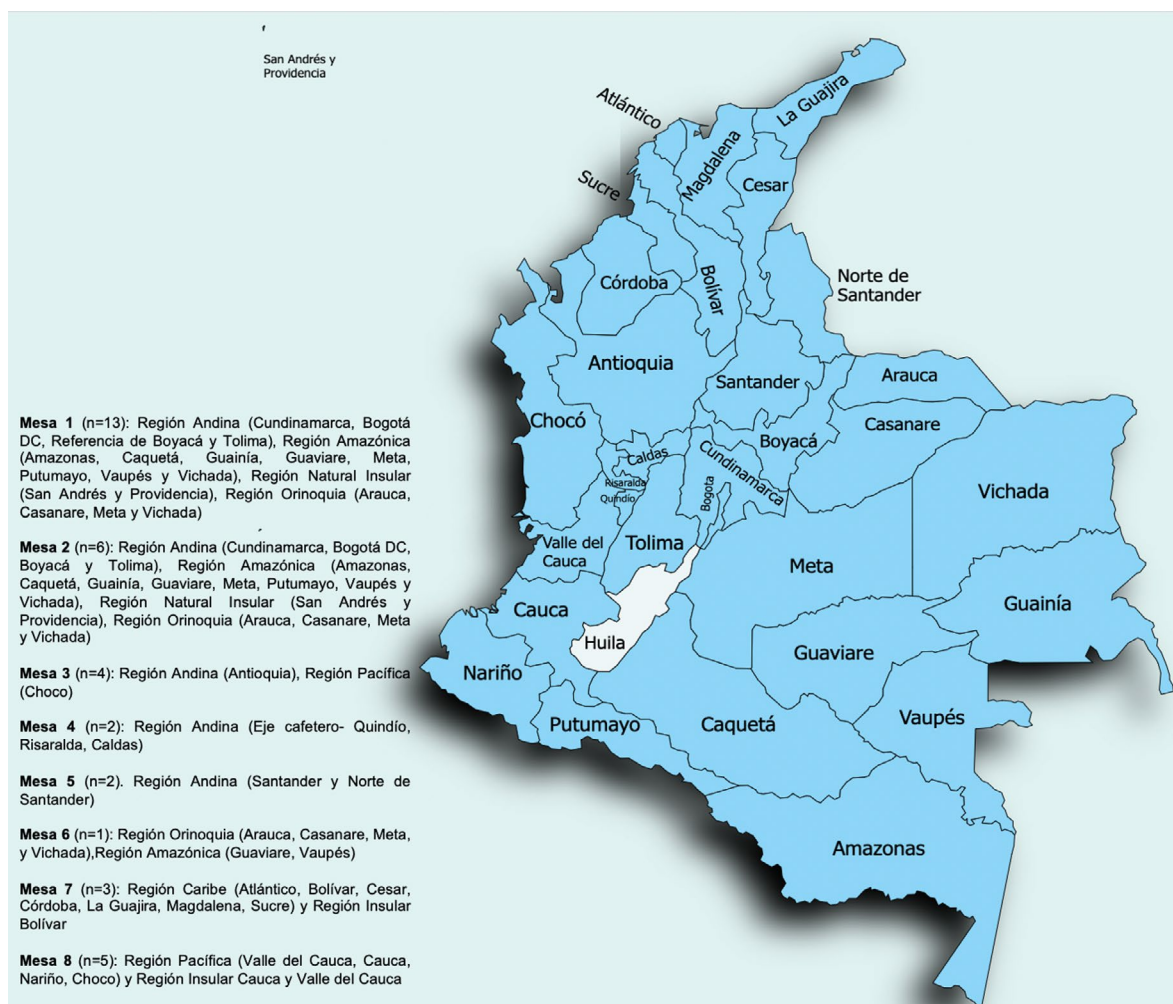 San Andrés y
Providencia
Atlántico
La Guajira
Magdalena
Sucre
Cesar
Norte de
Santander
Córdoba
Bolívar
Antioquia
Santander
Arauca
Chocó
Boyacá
Casanare
Caldas
Cundinamarca
Risaralda
Quindío
Bogota
Vichada
Valle del
Cauca
Tolima
Meta
Cauca
Guainía
Huila
Guaviare
Nariño
Putumayo
Caquetá
Vaupés
Amazonas
Mesa 1 (n=13): Región Andina (Cundinamarca, Bogotá
DC, Referencia de Boyacá y Tolima), Región Amazónica
(Amazonas, Caquetá, Guainía, Guaviare, Meta,
Putumayo, Vaupés y Vichada), Región Natural Insular
(San Andrés y Providencia), Región Orinoquia (Arauca,
Casanare, Meta y Vichada)
Mesa 2 (n=6): Región Andina (Cundinamarca, Bogotá DC,
Boyacá y Tolima), Región Amazónica (Amazonas,
Caquetá, Guainía, Guaviare, Meta, Putumayo, Vaupés y
Vichada), Región Natural Insular (San Andrés y
Providencia), Región Orinoquia (Arauca, Casanare, Meta
y Vichada)
Mesa 3 (n=4): Región Andina (Antioquia), Región Pacífica
(Choco)
Mesa 4 (n=2): Región Andina (Eje cafetero- Quindío,
Risaralda, Caldas)
Mesa 5 (n=2). Región Andina (Santander y Norte de
Santander)
Mesa 6 (n=1): Región Orinoquia (Arauca, Casanare, Meta,
y Vichada),Región Amazónica (Guaviare, Vaupés)
Mesa 7 (n=3): Región Caribe (Atlántico, Bolívar, Cesar,
Córdoba, La Guajira, Magdalena, Sucre) y Región Insular
Bolívar
Mesa 8 (n=5): Región Pacífica (Valle del Cauca, Cauca,
Nariño, Choco) y Región Insular Cauca y Valle del Cauca